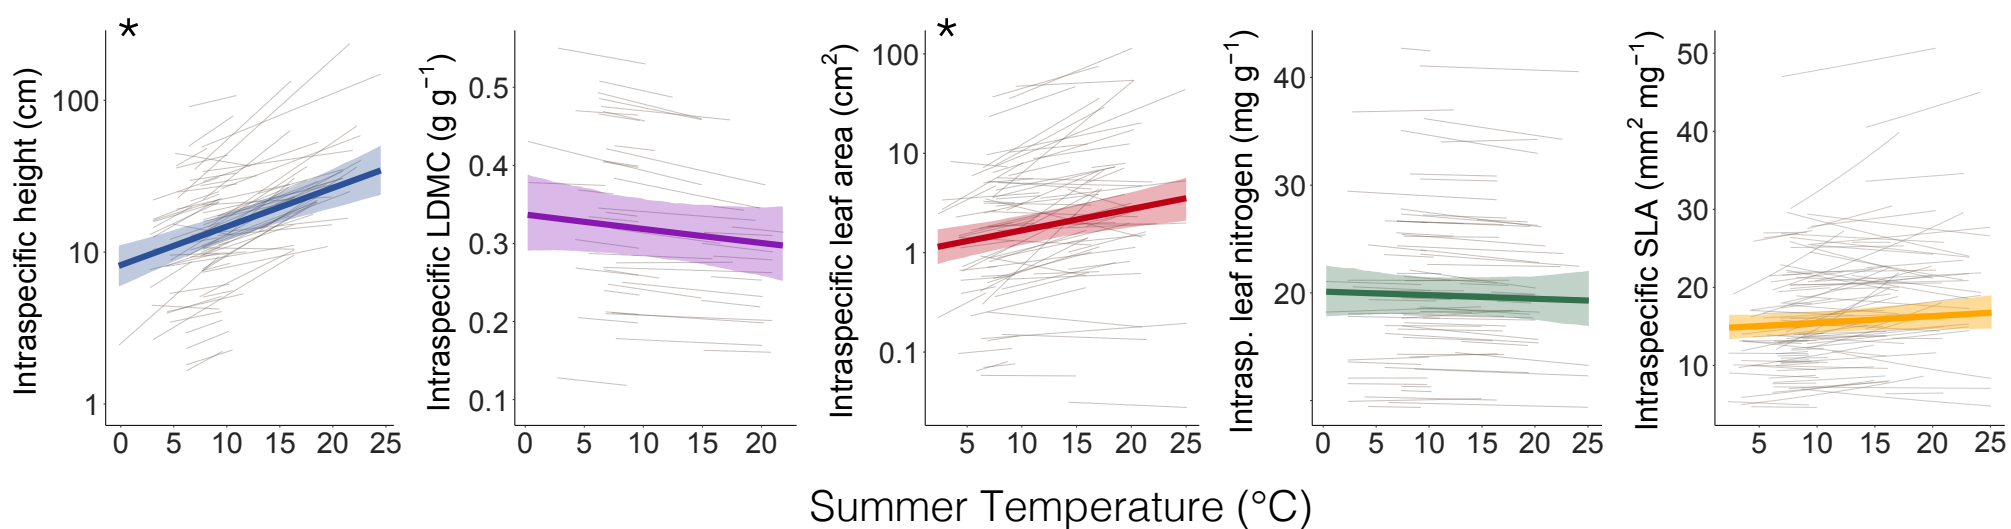 *
Intraspecific height (cm)
100
10
1
0 5 10 15 20 25
Intraspecific LDMC (g g⁻¹)
0.5
0.4
0.3
0.2
0.1
0 5 10 15 20
*
Intraspecific leaf area (cm²)
100
10
1
0.1
5 10 15 20 25
Intrasp. leaf nitrogen (mg g⁻¹)
40
30
20
0 5 10 15 20 25
Intraspecific SLA (mm² mg⁻¹)
50
40
30
20
10
5 10 15 20 25
Summer Temperature (°C)